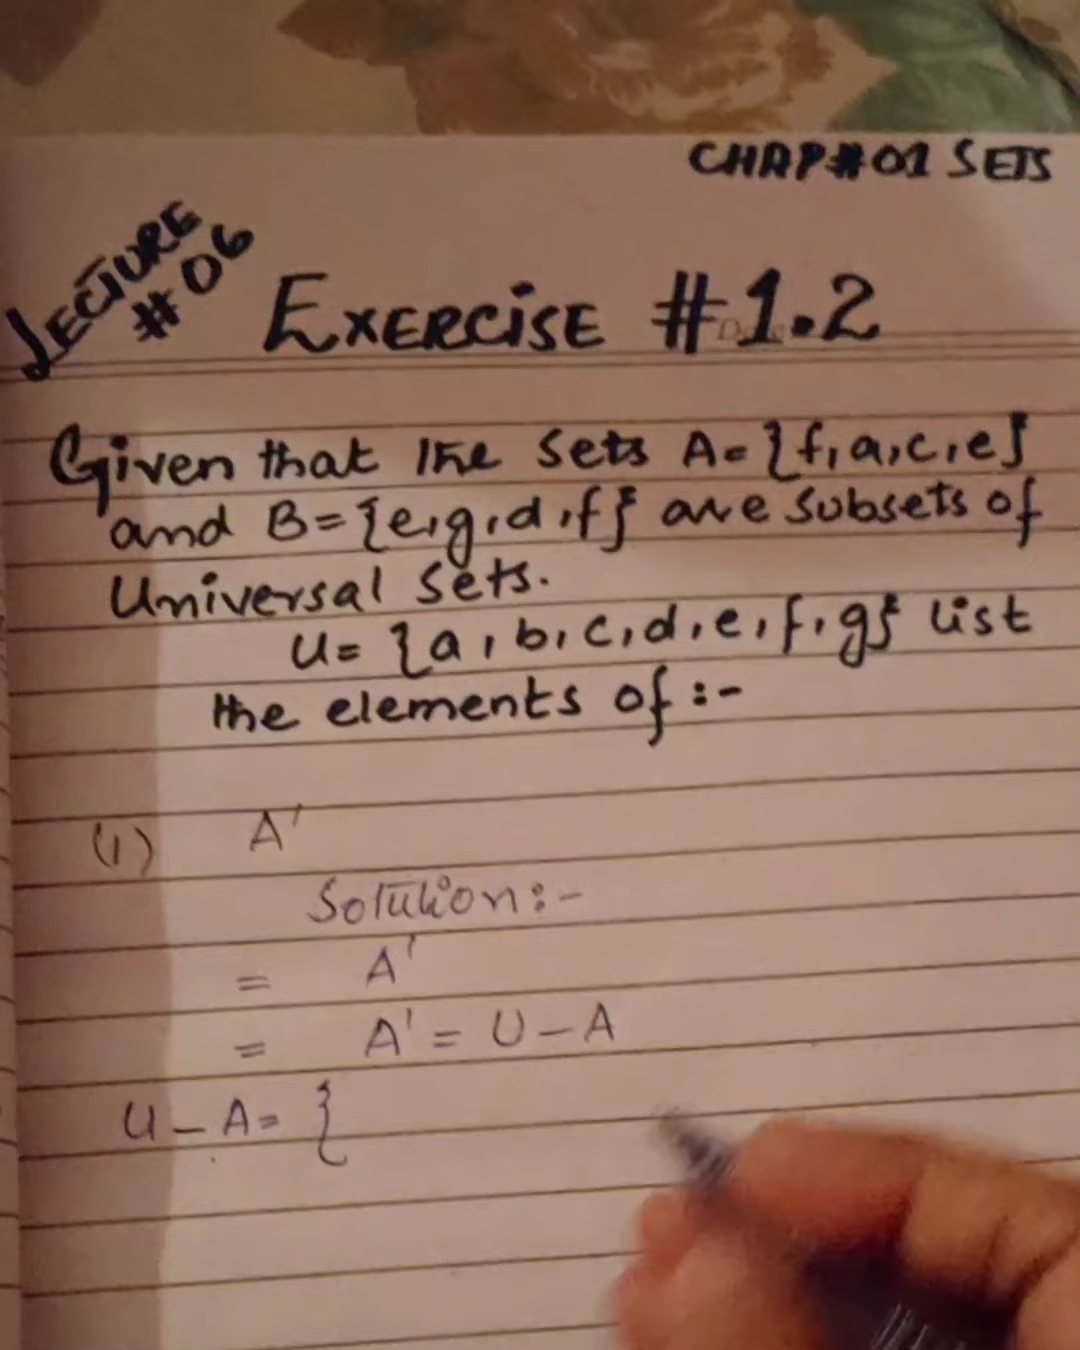 CHAP#01 SETS
LECTURE #06
EXERCISE #1.2
Given that the sets A={f,a,c,e}
and B={e,g,d,f} are subsets of
Universal sets.
U= {a,b,c,d,e,f,g} list
the elements of :-
(1) A'
Solution:-
= A'
= A' = U-A
U-A= {